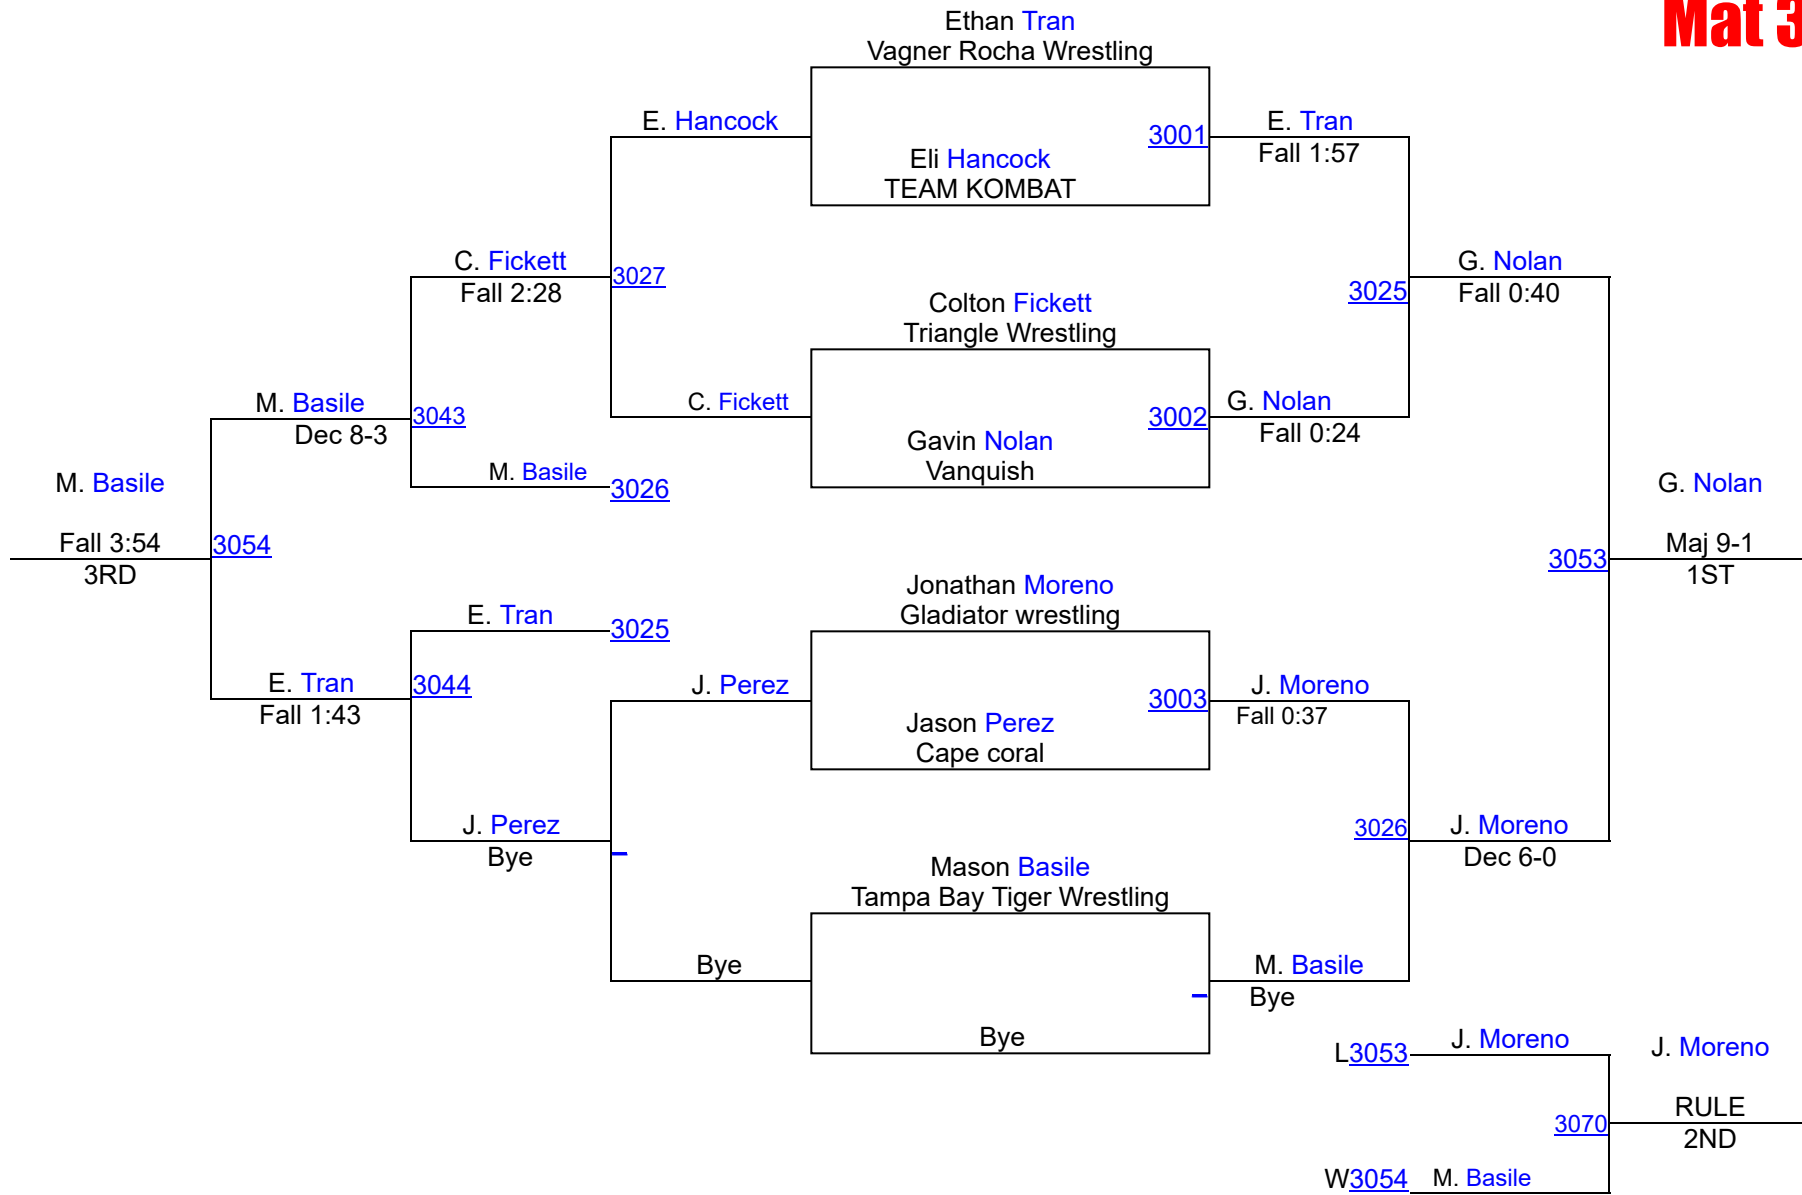 Mat 3
Ethan Tran
Vagner Rocha Wrestling
E. Hancock
3001
E. Tran
Fall 1:57
Eli Hancock
TEAM KOMBAT
C. Fickett
Fall 2:28
3027
G. Nolan
Fall 0:40
3025
Colton Fickett
Triangle Wrestling
M. Basile
Dec 8-3
3043
C. Fickett
3002
G. Nolan
Fall 0:24
Gavin Nolan
Vanquish
M. Basile
3026
M. Basile
Fall 3:54
3RD
3054
G. Nolan
Maj 9-1
1ST
3053
Jonathan Moreno
Gladiator wrestling
E. Tran
3025
E. Tran
Fall 1:43
3044
J. Perez
3003
J. Moreno
Fall 0:37
Jason Perez
Cape coral
J. Perez
Bye
3026
J. Moreno
Dec 6-0
Mason Basile
Tampa Bay Tiger Wrestling
Bye
M. Basile
Bye
Bye
L3053
J. Moreno
J. Moreno
RULE
2ND
3070
W3054
M. Basile